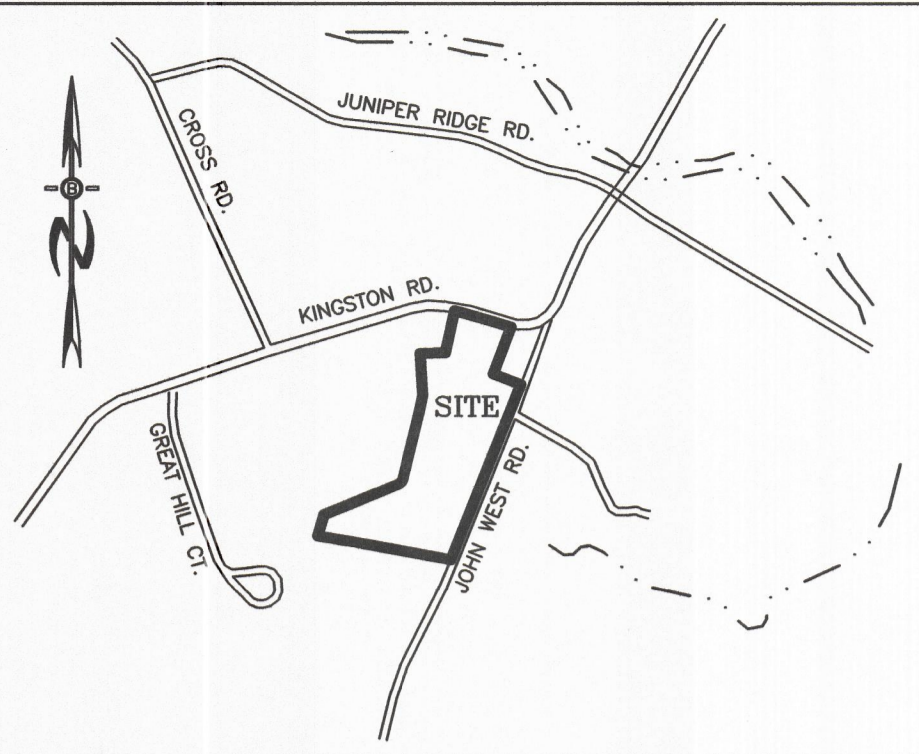 JUNIPER RIDGE RD.
CROSS RD.
B
N
KINGSTON RD.
SITE
GREAT HILL CT.
JOHN WEST RD.